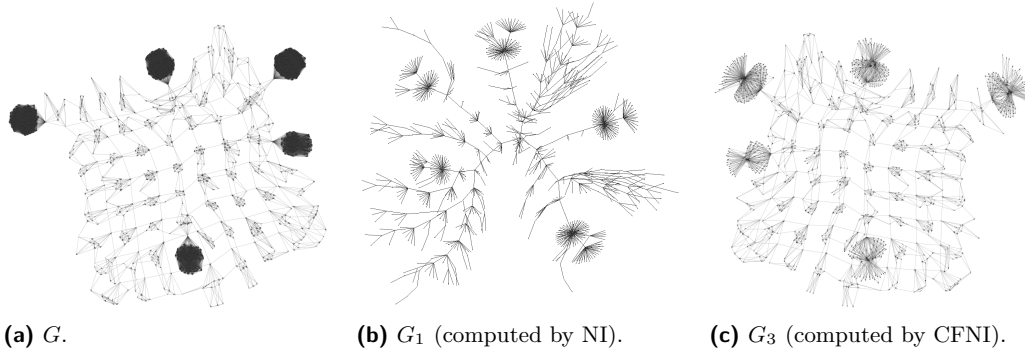 (a) G.
(b) G₁ (computed by NI).
(c) G₃ (computed by CFNI).